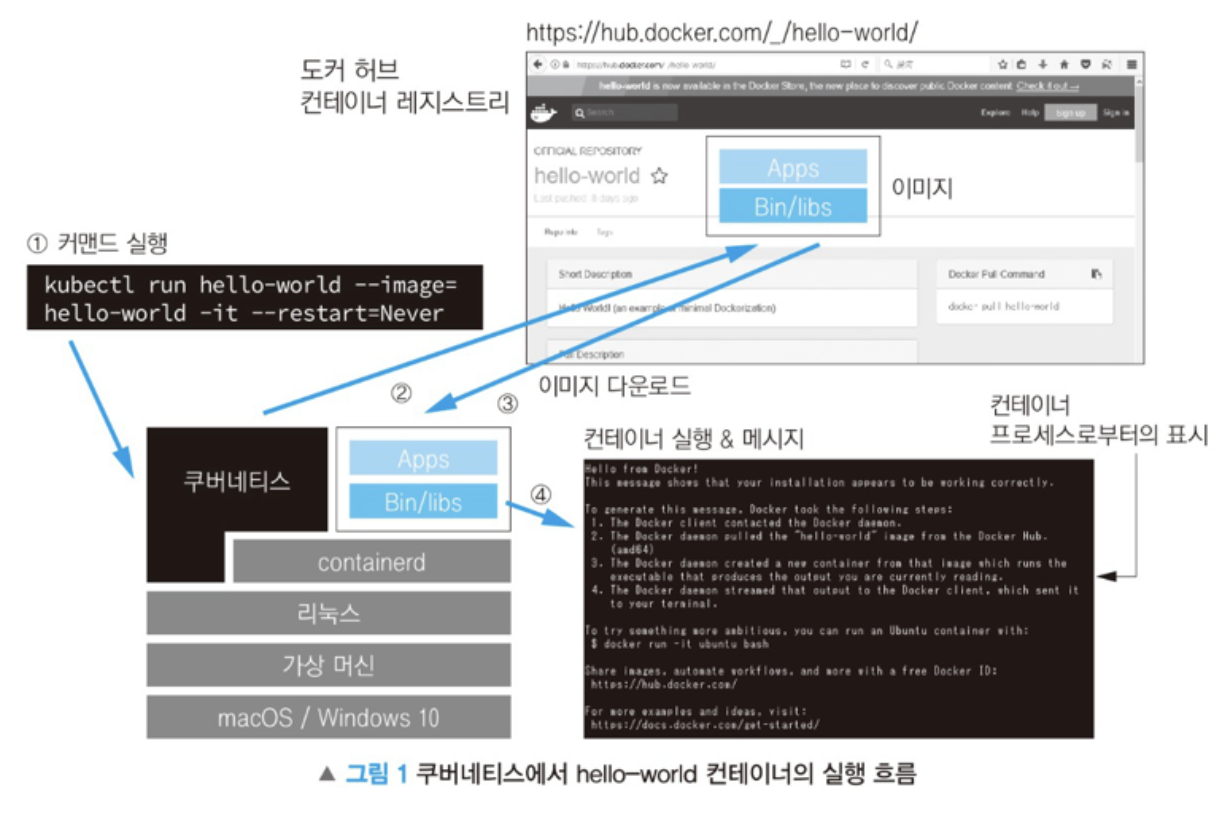 https://hub.docker.com/_/hello-world/
도커 허브
컨테이너 레지스트리
https://hub.docker.com/_/hello-world/
hello-world is now available in the Docker Store, the new place to discover public Docker content. Check it out →
Search
Explore Help Sign up Sign in
OFFICIAL REPOSITORY
hello-world ☆
Last pushed: 8 days ago
Apps
Bin/libs
이미지
Repo Info Tags
Short Description
Hello World! (an example of minimal Dockerization)
Full Description
Docker Pull Command
docker pull hello-world
① 커맨드 실행
kubectl run hello-world --image=
hello-world -it --restart=Never
②
③
이미지 다운로드
쿠버네티스
Apps
Bin/libs
④
containerd
리눅스
가상 머신
macOS / Windows 10
컨테이너 실행 & 메시지
컨테이너
프로세스로부터의 표시
Hello from Docker!
This message shows that your installation appears to be working correctly.
To generate this message, Docker took the following steps:
1. The Docker client contacted the Docker daemon.
2. The Docker daemon pulled the "hello-world" image from the Docker Hub.
(amd64)
3. The Docker daemon created a new container from that image which runs the
executable that produces the output you are currently reading.
4. The Docker daemon streamed that output to the Docker client, which sent it
to your terminal.
To try something more ambitious, you can run an Ubuntu container with:
$ docker run -it ubuntu bash
Share images, automate workflows, and more with a free Docker ID:
https://hub.docker.com/
For more examples and ideas, visit:
https://docs.docker.com/get-started/
▲ 그림 1 쿠버네티스에서 hello-world 컨테이너의 실행 흐름